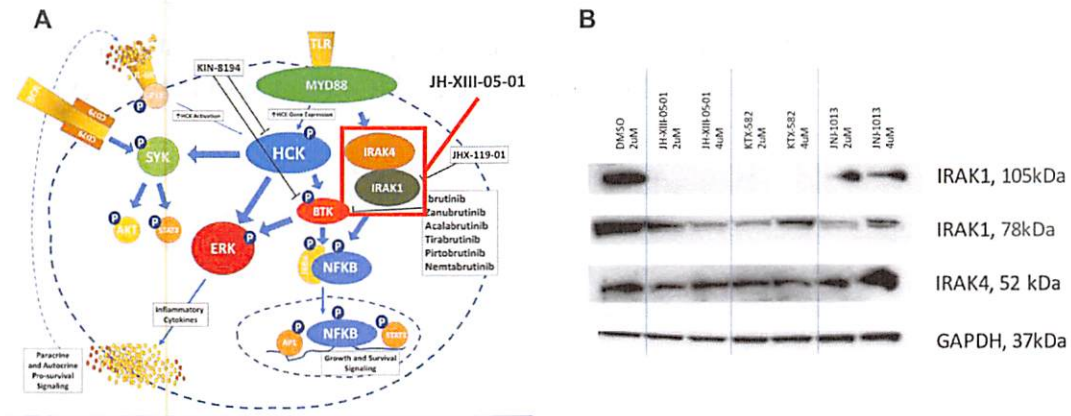 A
TLR
KIN-8194
MYD88
JH-XIII-05-01
BCR
CD79
CD79
P
↑HCK Activation
↑HCK Gene Expression
P
P
SYK
HCK
IRAK4
JHX-119-01
IRAK1
P
P
P
BTK
P
AKT
STAT3
ERK
P
P
P
NFKB
Ibrutinib
Zanubrutinib
Acalabrutinib
Tirabrutinib
Pirtobrutinib
Nemtabrutinib
Inflammatory
Cytokines
P
P
P
AP1
NFKB
STAT3
Growth and Survival
Signaling
Paracrine
and Autocrine
Pro-survival
Signaling
B
DMSO
2uM
JH-XIII-05-01
2uM
JH-XIII-05-01
4uM
KTX-582
2uM
KTX-582
4uM
JNJ-1013
2uM
JNJ-1013
4uM
IRAK1, 105kDa
IRAK1, 78kDa
IRAK4, 52 kDa
GAPDH, 37kDa